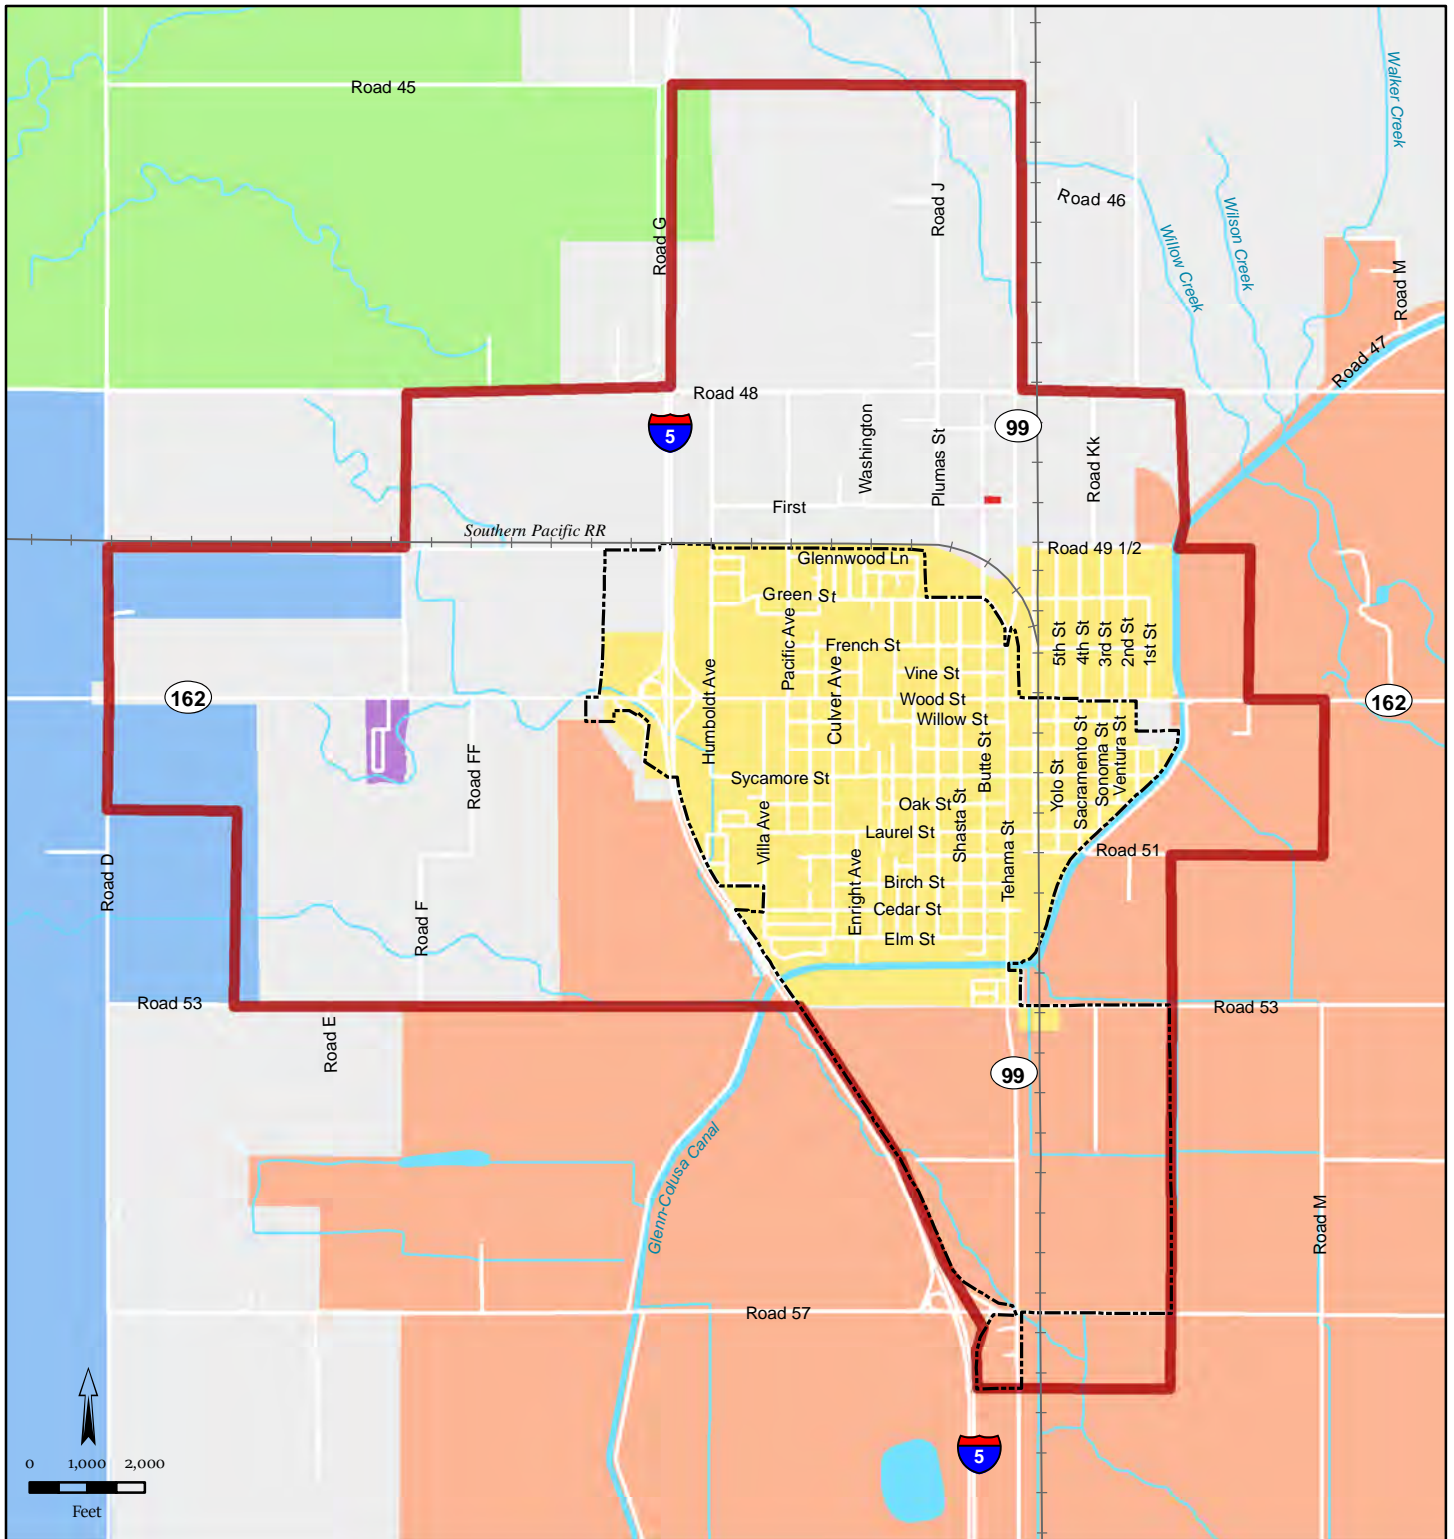 Road 45
Walker Creek
Road 46
Road J
Wilson Creek
Road G
Willow Creek
Road M
Road 47
Road 48
5
99
Washington
Plumas St
Road Kk
First
Southern Pacific RR
Road 49 1/2
Glennwood Ln
Green St
Pacific Ave
French St
5th St
4th St
3rd St
2nd St
1st St
Vine St
Culver Ave
162
Wood St
162
Humboldt Ave
Willow St
Butte St
Sacramento St
Sonoma St
Ventura St
Road FF
Sycamore St
Yolo St
Oak St
Shasta St
Villa Ave
Laurel St
Road 51
Tehama St
Road D
Birch St
Enright Ave
Road F
Cedar St
Elm St
Road 53
Road 53
Road E
99
Glenn-Colusa Canal
Road M
Road 57
5
0 1,000 2,000
Feet